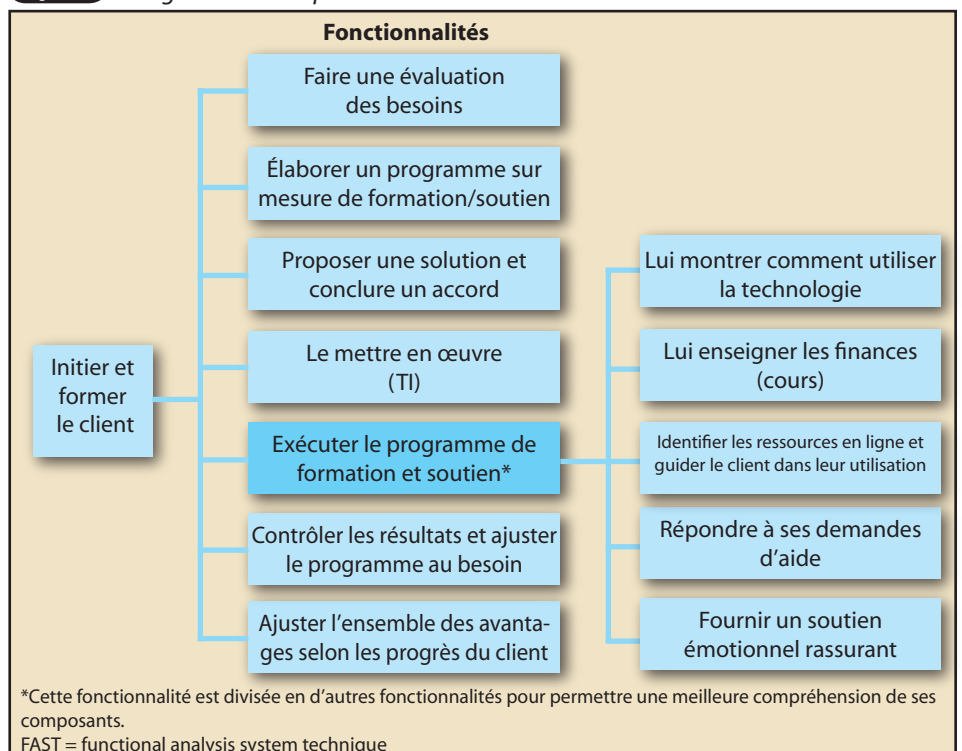 Fonctionnalités
Faire une évaluation
des besoins
Élaborer un programme sur
mesure de formation/soutien
Proposer une solution et
conclure un accord
Le mettre en œuvre
(TI)
Exécuter le programme de
formation et soutien*
Contrôler les résultats et ajuster
le programme au besoin
Ajuster l'ensemble des avanta-
ges selon les progrès du client
Initier et
former
le client
Lui montrer comment utiliser
la technologie
Lui enseigner les finances
(cours)
Identifier les ressources en ligne et
guider le client dans leur utilisation
Répondre à ses demandes
d'aide
Fournir un soutien
émotionnel rassurant
*Cette fonctionnalité est divisée en d'autres fonctionnalités pour permettre une meilleure compréhension de ses
composants.
FAST = functional analysis system technique